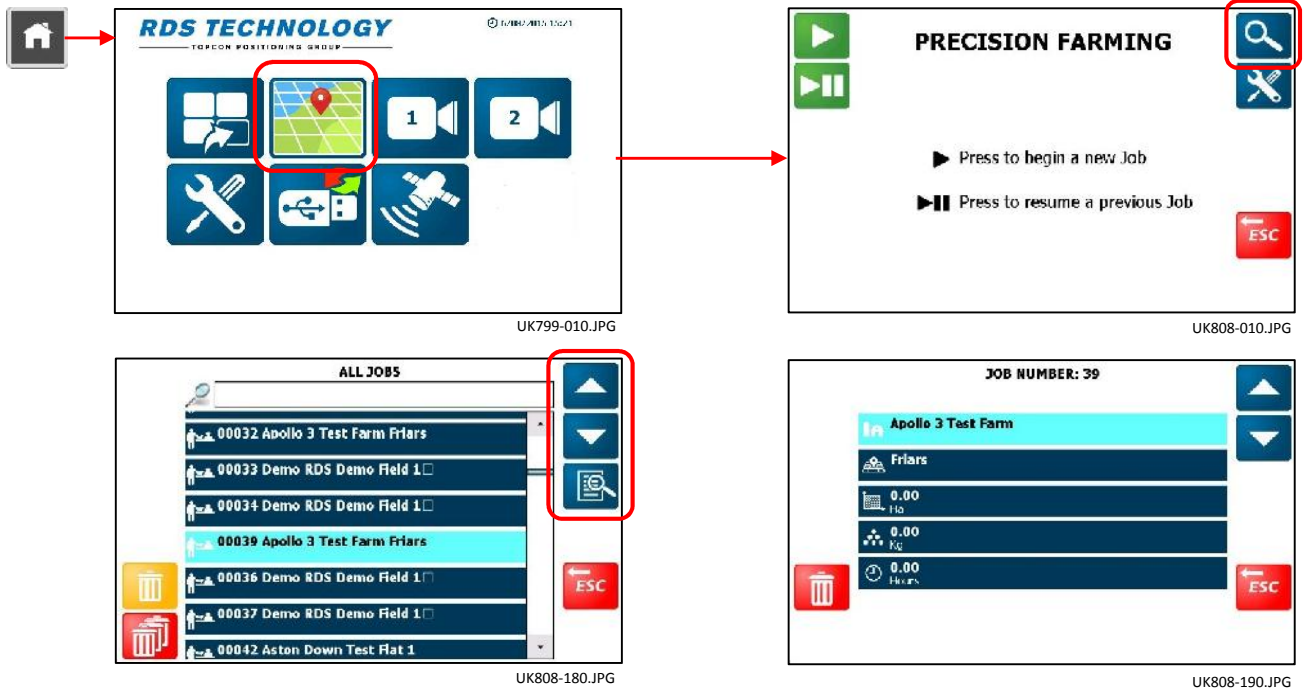 RDS TECHNOLOGY
TOPCON POSITIONING GROUP
1
2
UK799-010.JPG
PRECISION FARMING
Press to begin a new Job
Press to resume a previous Job
ESC
UK808-010.JPG
ALL JOBS
00032 Apollo 3 Test Farm Friars
00033 Demo RDS Demo Field 1□
00034 Demo RDS Demo Field 1□
00039 Apollo 3 Test Farm Friars
00036 Demo RDS Demo Field 1□
00037 Demo RDS Demo Field 1□
00042 Aston Down Test Flat 1
ESC
UK808-180.JPG
JOB NUMBER: 39
Apollo 3 Test Farm
Friars
0.00
Ha
0.00
Kg
0.00
Hours
ESC
UK808-190.JPG